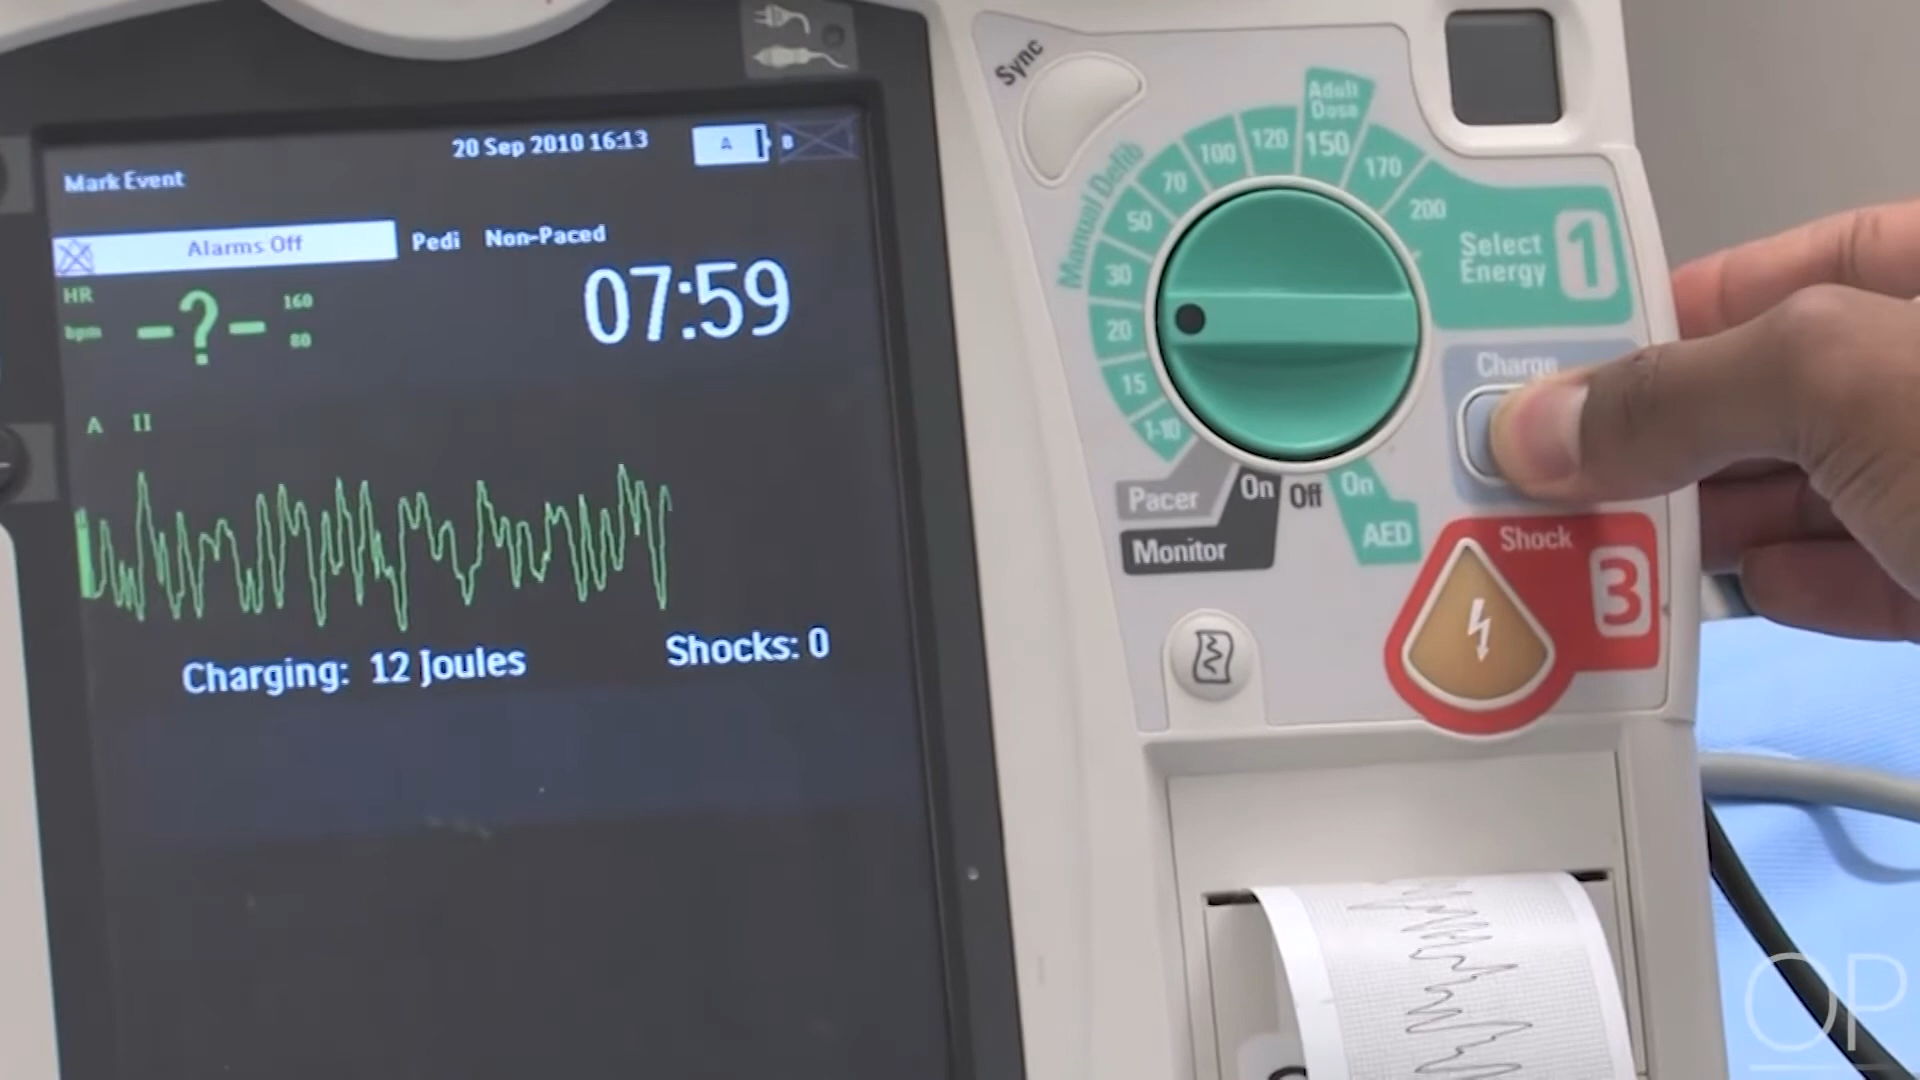 20 Sep 2010 16:13
A
B
Mark Event
Alarms Off
Pedi
Non-Paced
HR
bpm
-?-
160
80
07:59
A
II
Charging: 12 Joules
Shocks: 0
Sync
Manual Defib
1-10
15
20
30
50
70
100
120
Adult
Dose
150
170
200
Select
Energy
1
Charge
Pacer
Monitor
On
Off
On
AED
Shock
3
OP